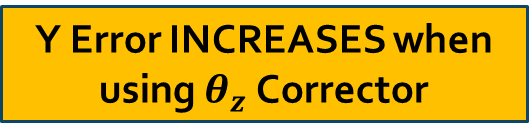 Y Error INCREASES when
using θz Corrector